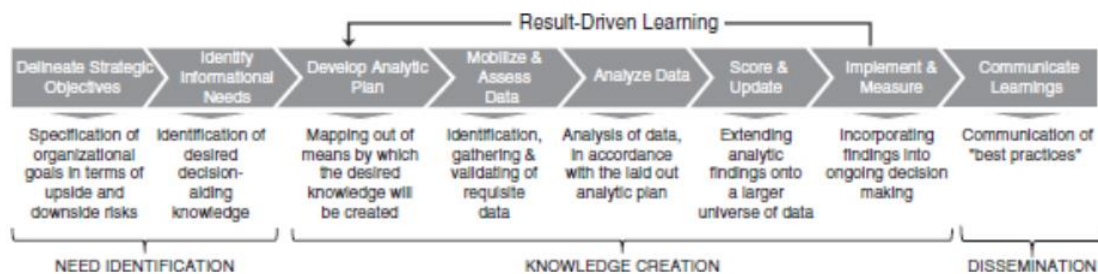 Result-Driven Learning
Delineate Strategic
Objectives
Identify
Informational
Needs
Develop Analytic
Plan
Mobilize &
Assess
Data
Analyze Data
Score &
Update
Implement &
Measure
Communicate
Learnings
Specification of
organizational
goals in terms of
upside and
downside risks
Identification of
desired
decision-
aiding
knowledge
Mapping out of
means by which
the desired
knowledge will
be created
Identification,
gathering &
validating of
requisite
data
Analysis of data,
in accordance
with the laid out
analytic plan
Extending
analytic
findings onto
a larger
universe of data
Incorporating
findings into
ongoing decision
making
Communication of
"best practices"
NEED IDENTIFICATION
KNOWLEDGE CREATION
DISSEMINATION